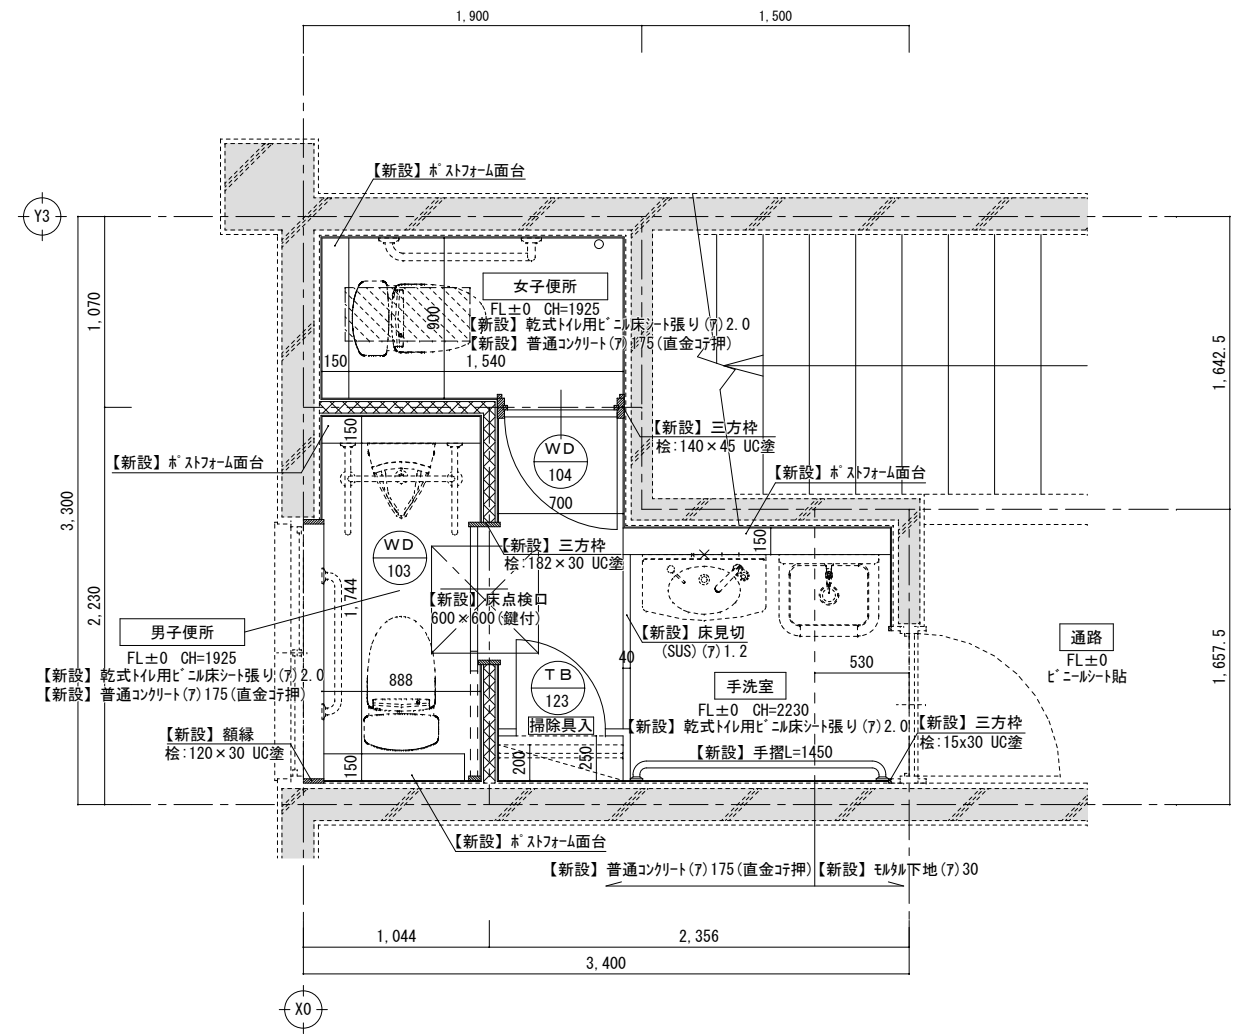 1,900
1,500
【新設】ﾎﾟｽﾄﾌｫｰﾑ面台
Y3
女子便所
FL±0 CH=1925
【新設】乾式ﾄｲﾚ用ﾋﾞﾆﾙ床ｼｰﾄ張り(ｱ)2.0
【新設】普通ｺﾝｸﾘｰﾄ(ｱ)175(直金ｺﾃ押)
900
150
1,540
1,070
1,642.5
【新設】三方枠
桧:140×45 UC塗
150
WD
104
【新設】ﾎﾟｽﾄﾌｫｰﾑ面台
【新設】ﾎﾟｽﾄﾌｫｰﾑ面台
700
3,300
【新設】三方枠
桧:182×30 UC塗
150
WD
103
1,744
【新設】床点検口
600×600(鍵付)
2,230
男子便所
FL±0 CH=1925
【新設】乾式ﾄｲﾚ用ﾋﾞﾆﾙ床ｼｰﾄ張り(ｱ)2.0
【新設】普通ｺﾝｸﾘｰﾄ(ｱ)175(直金ｺﾃ押)
888
【新設】床見切
(SUS)(ｱ)1.2
40
530
通路
FL±0
ﾋﾞﾆｰﾙｼｰﾄ貼
1,657.5
TB
123
掃除具入
手洗室
FL±0 CH=2230
【新設】乾式ﾄｲﾚ用ﾋﾞﾆﾙ床ｼｰﾄ張り(ｱ)2.0
【新設】三方枠
桧:15x30 UC塗
【新設】額縁
桧:120×30 UC塗
150
200
250
【新設】手摺L=1450
【新設】ﾎﾟｽﾄﾌｫｰﾑ面台
【新設】普通ｺﾝｸﾘｰﾄ(ｱ)175(直金ｺﾃ押)【新設】ﾓﾙﾀﾙ下地(ｱ)30
1,044
2,356
3,400
X0